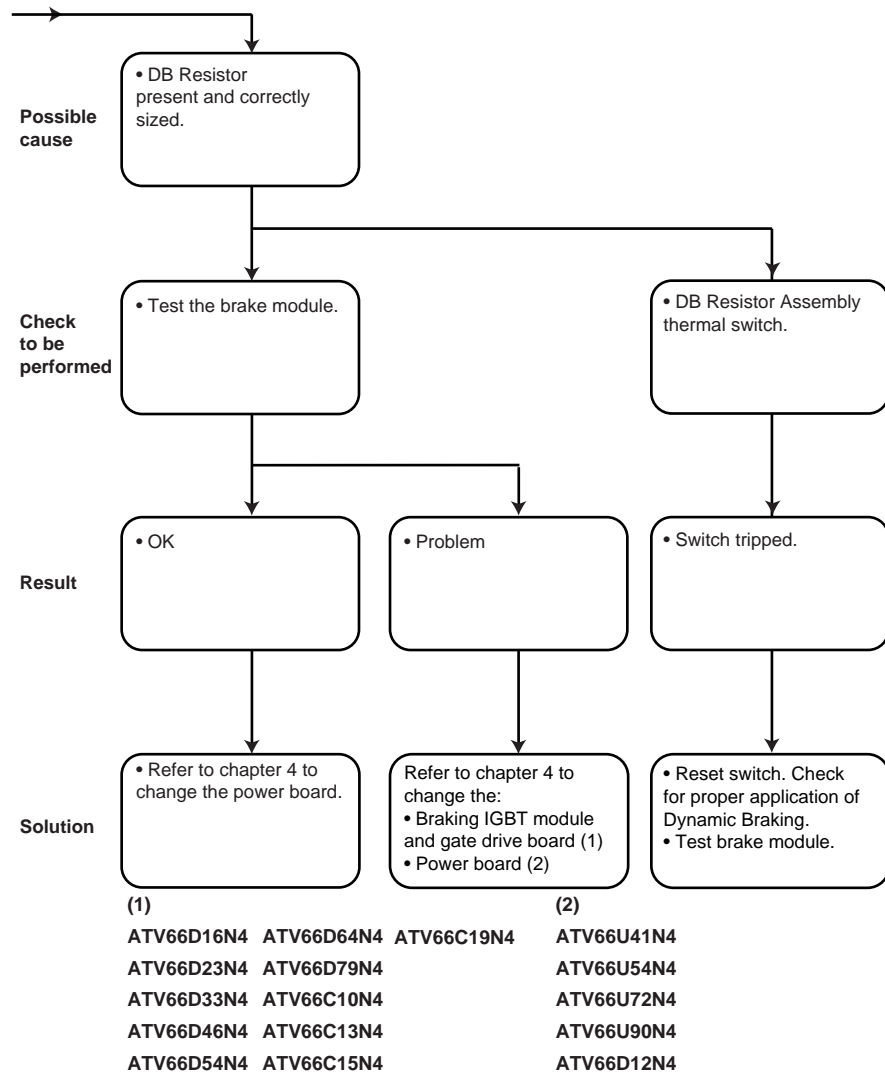 Possible
cause
• DB Resistor
present and correctly
sized.
Check
to be
performed
• Test the brake module.
• DB Resistor Assembly
thermal switch.
Result
• OK
• Problem
• Switch tripped.
Solution
• Refer to chapter 4 to
change the power board.
Refer to chapter 4 to
change the:
• Braking IGBT module
and gate drive board (1)
• Power board (2)
• Reset switch. Check
for proper application of
Dynamic Braking.
• Test brake module.
(1)
ATV66D16N4 ATV66D64N4 ATV66C19N4
ATV66D23N4 ATV66D79N4
ATV66D33N4 ATV66C10N4
ATV66D46N4 ATV66C13N4
ATV66D54N4 ATV66C15N4
(2)
ATV66U41N4
ATV66U54N4
ATV66U72N4
ATV66U90N4
ATV66D12N4